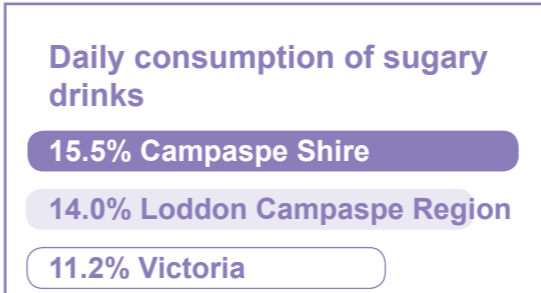 Daily consumption of sugary
drinks
15.5% Campaspe Shire
14.0% Loddon Campaspe Region
11.2% Victoria